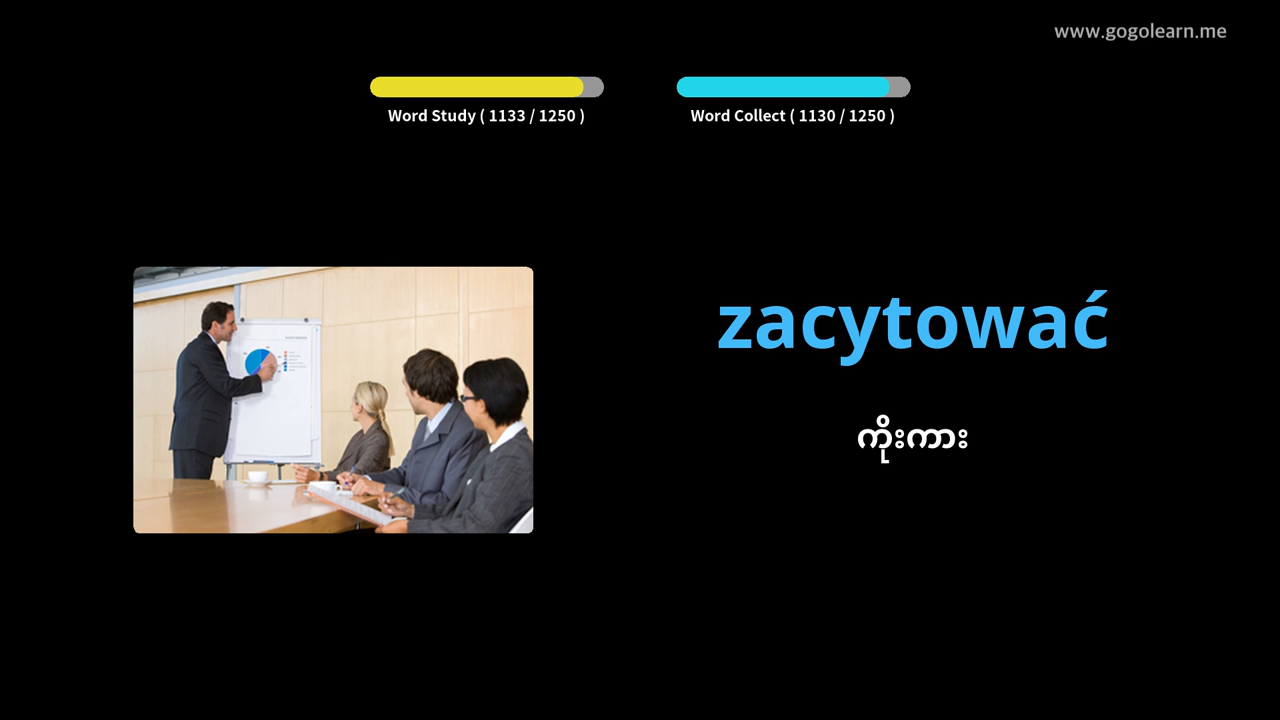 www.gogolearn.me
Word Study ( 1133 / 1250 )
Word Collect ( 1130 / 1250 )
zacytować
ကိုးကား